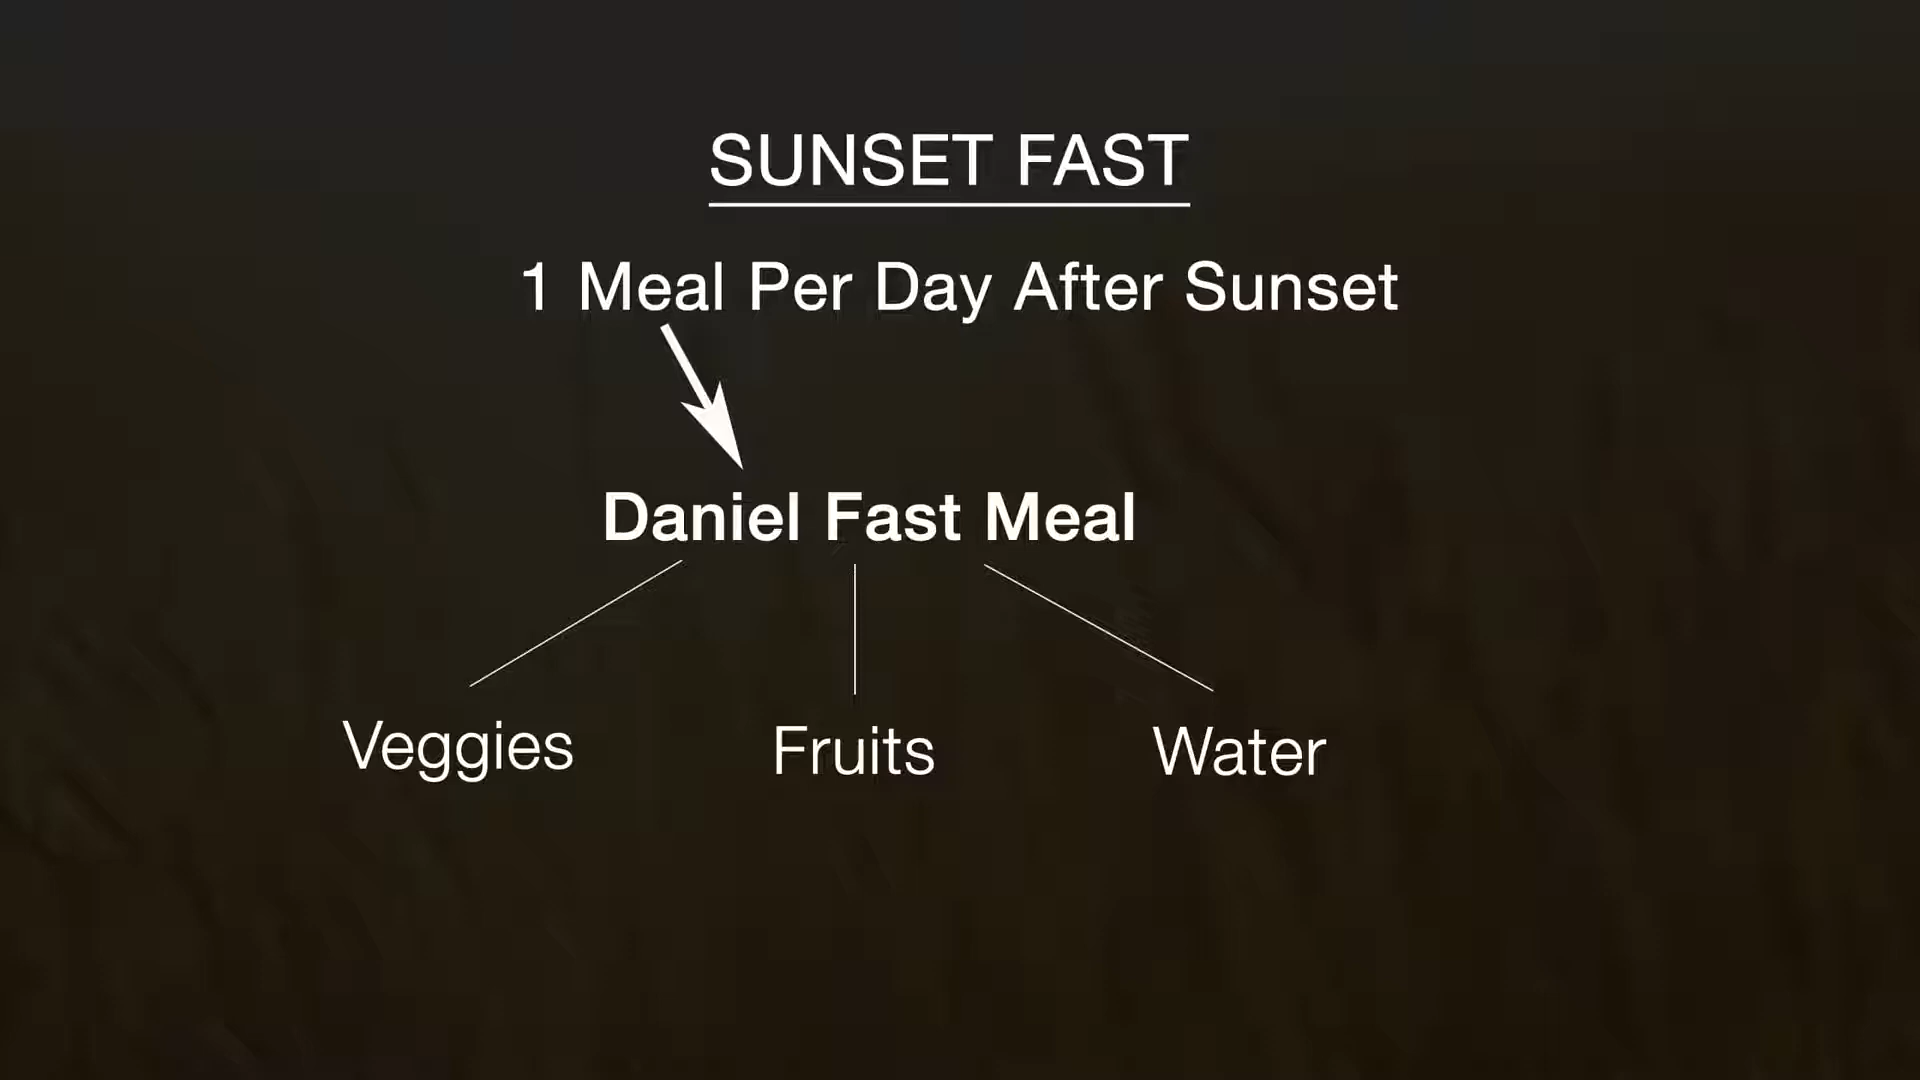 SUNSET FAST
1 Meal Per Day After Sunset
Daniel Fast Meal
Veggies
Fruits
Water